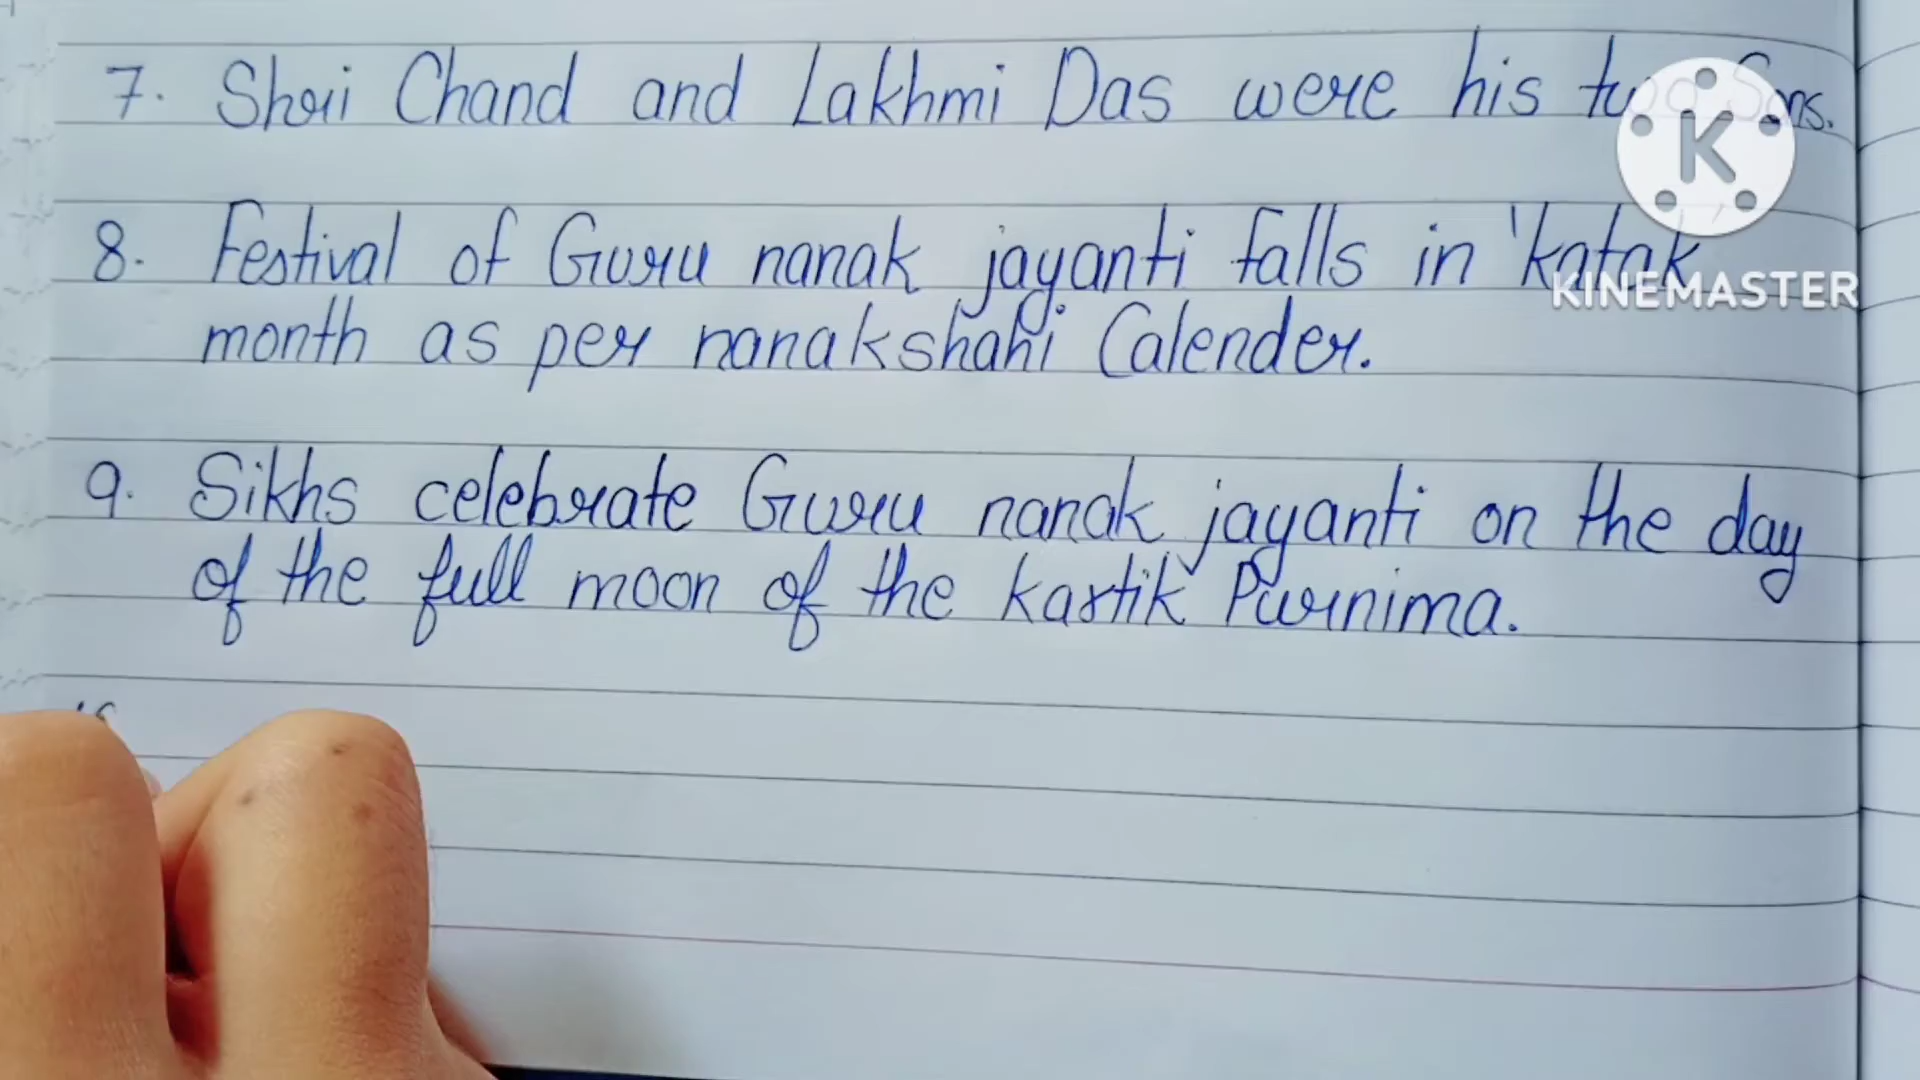 7. Shri Chand and Lakhmi Das were his two Sons.
8. Festival of Guru nanak jayanti falls in 'katak'
KINEMASTER
month as per nanakshahi Calender.
9. Sikhs celebrate Guru nanak jayanti on the day
of the full moon of the kartik Purnima.